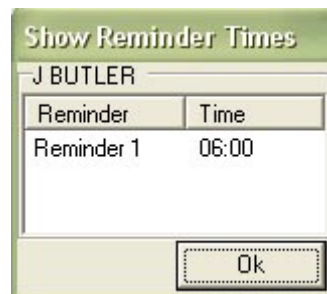 Show Reminder Times
J BUTLER
Reminder Time
Reminder 1 06:00
Ok